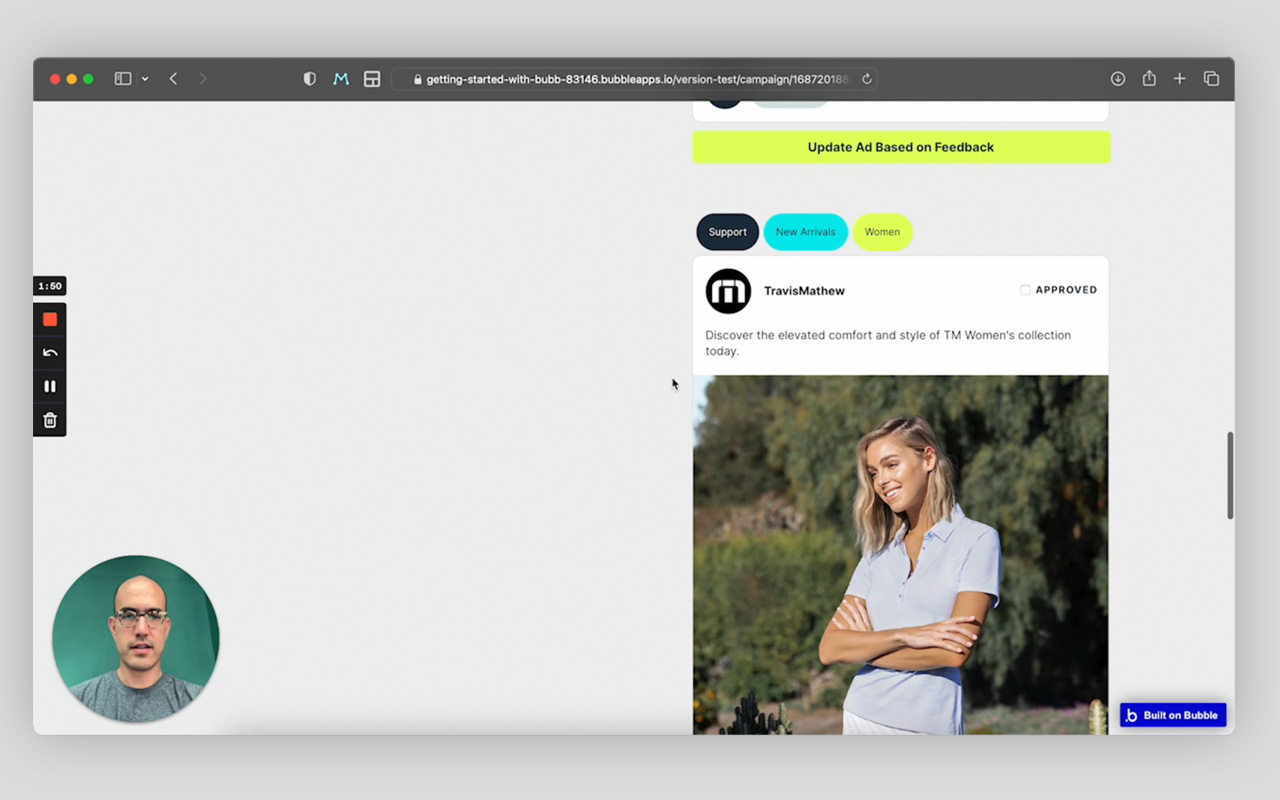 getting-started-with-bubb-83146.bubbleapps.io/version-test/campaign/168720188
Update Ad Based on Feedback
Support
New Arrivals
Women
TravisMathew
APPROVED
Discover the elevated comfort and style of TM Women's collection
today.
1:50
Built on Bubble